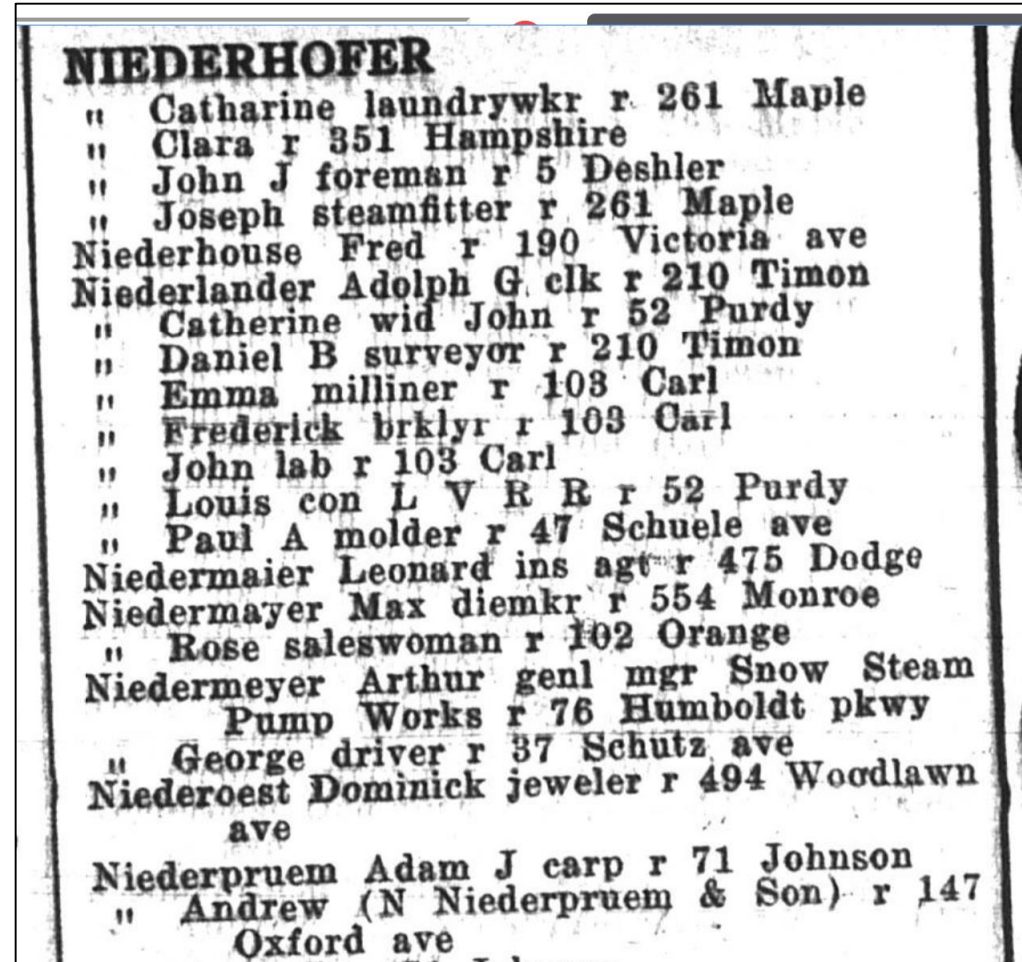 NIEDERHOFER
" Catharine laundrywkr r 261 Maple
" Clara r 351 Hampshire
" John J foreman r 5 Deshler
" Joseph steamfitter r 261 Maple
Niederhouse Fred r 190 Victoria ave
Niederlander Adolph G clk r 210 Timon
" Catherine wid John r 52 Purdy
" Daniel B surveyor r 210 Timon
" Emma milliner r 103 Carl
" Frederick brklyr r 103 Carl
" John lab r 103 Carl
" Louis con L V R R r 52 Purdy
" Paul A molder r 47 Schuele ave
Niedermaier Leonard ins agt r 475 Dodge
Niedermayer Max diemkr r 554 Monroe
" Rose saleswoman r 102 Orange
Niedermeyer Arthur genl mgr Snow Steam
Pump Works r 76 Humboldt pkwy
" George driver r 37 Schutz ave
Niederoest Dominick jeweler r 494 Woodlawn
ave
Niederpruem Adam J carp r 71 Johnson
" Andrew (N Niederpruem & Son) r 147
Oxford ave